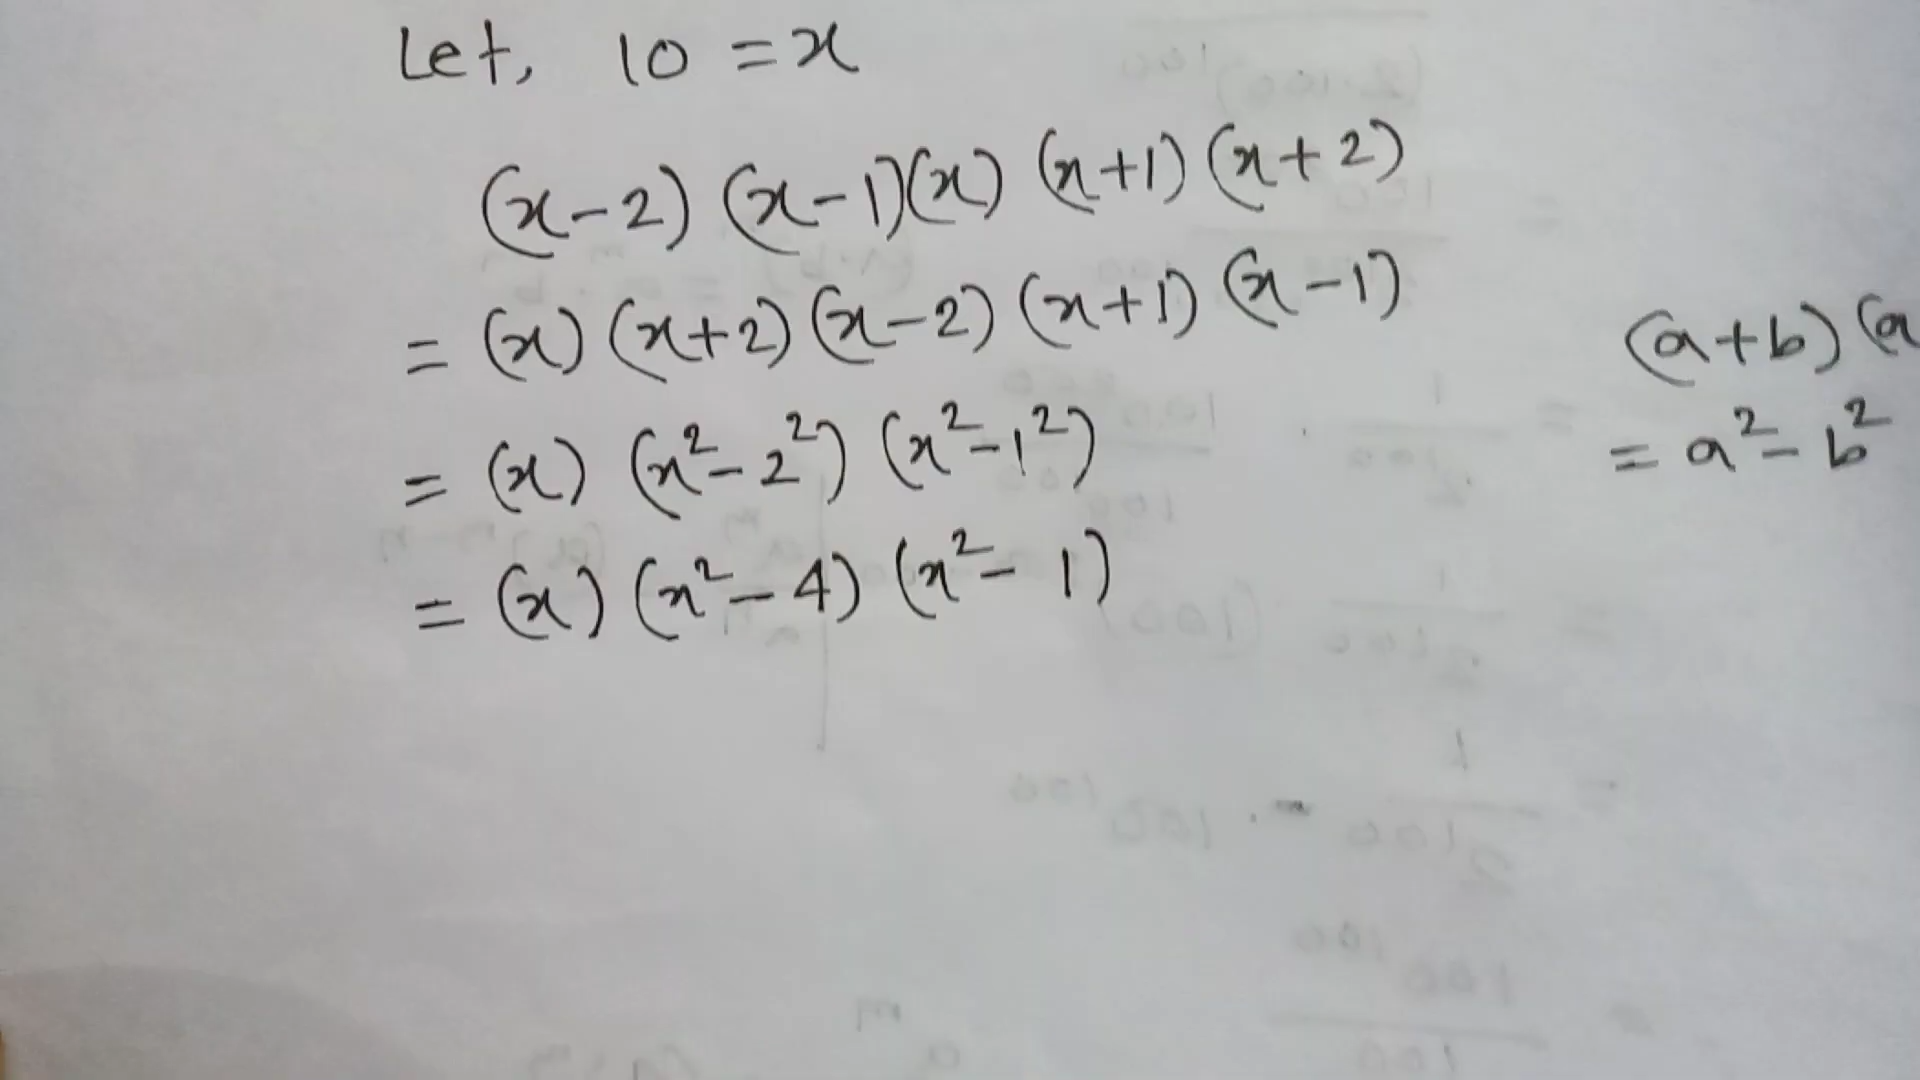 Let, 10 = x
(x-2) (x-1)(x) (x+1) (x+2)
= (x) (x+2) (x-2) (x+1) (x-1)
= (x) (x²-2²) (x²-1²)
= (x) (x²-4) (x²-1)
(a+b) (a
= a²-b²